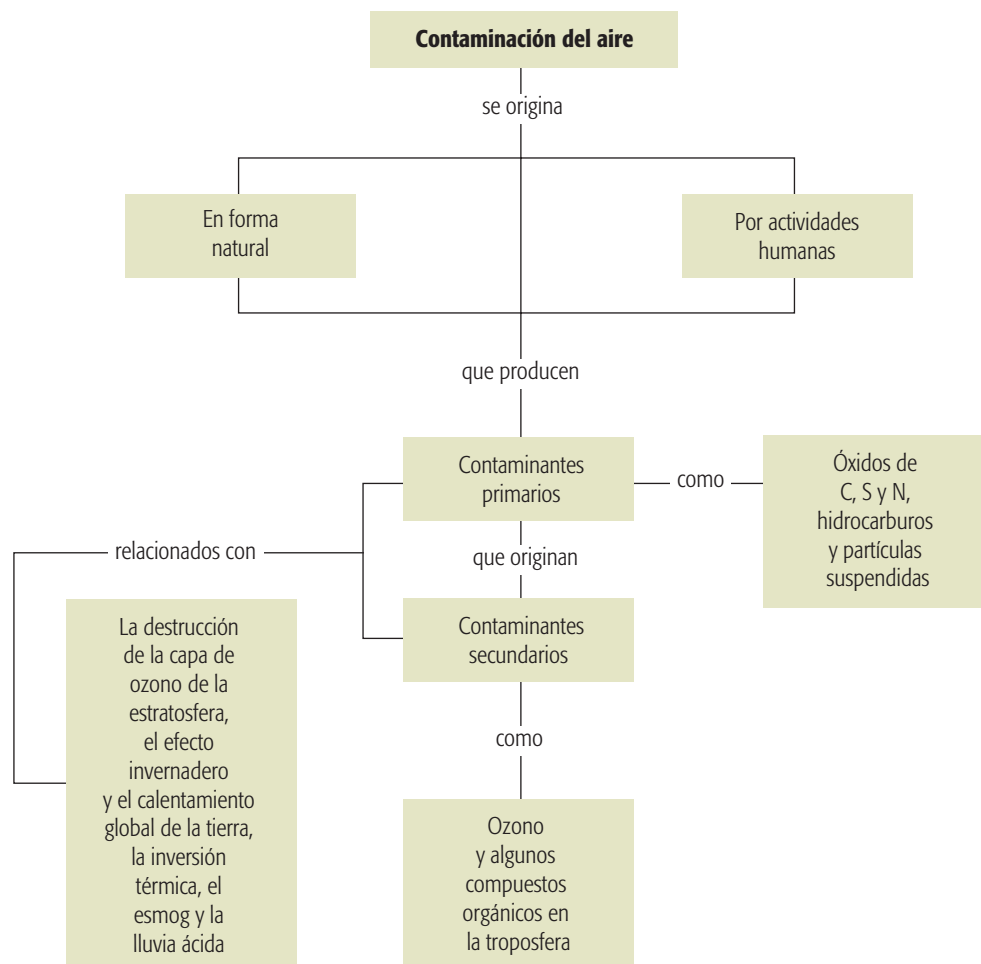 Contaminación del aire
se origina
En forma
natural
Por actividades
humanas
que producen
Contaminantes
primarios
como
Óxidos de
C, S y N,
hidrocarburos
y partículas
suspendidas
relacionados con
que originan
Contaminantes
secundarios
La destrucción
de la capa de
ozono de la
estratosfera,
el efecto
invernadero
y el calentamiento
global de la tierra,
la inversión
térmica, el
esmog y la
lluvia ácida
como
Ozono
y algunos
compuestos
orgánicos en
la troposfera